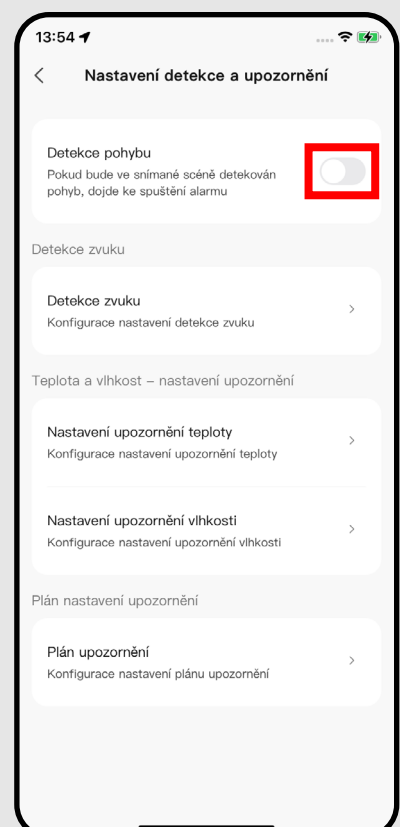 13:54
Nastavení detekce a upozornění
Detekce pohybu
Pokud bude ve snímané scéně detekován
pohyb, dojde ke spuštění alarmu
Detekce zvuku
Detekce zvuku
Konfigurace nastavení detekce zvuku
Teplota a vlhkost – nastavení upozornění
Nastavení upozornění teploty
Konfigurace nastavení upozornění teploty
Nastavení upozornění vlhkosti
Konfigurace nastavení upozornění vlhkosti
Plán nastavení upozornění
Plán upozornění
Konfigurace nastavení plánu upozornění